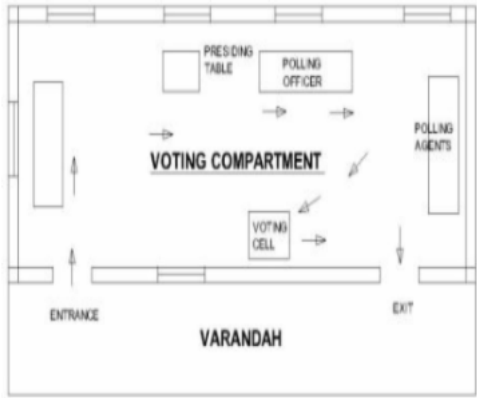 PRESIDING
TABLE
POLLING
OFFICER
POLLING
AGENTS
VOTING COMPARTMENT
VOTING
CELL
ENTRANCE
EXIT
VARANDAH